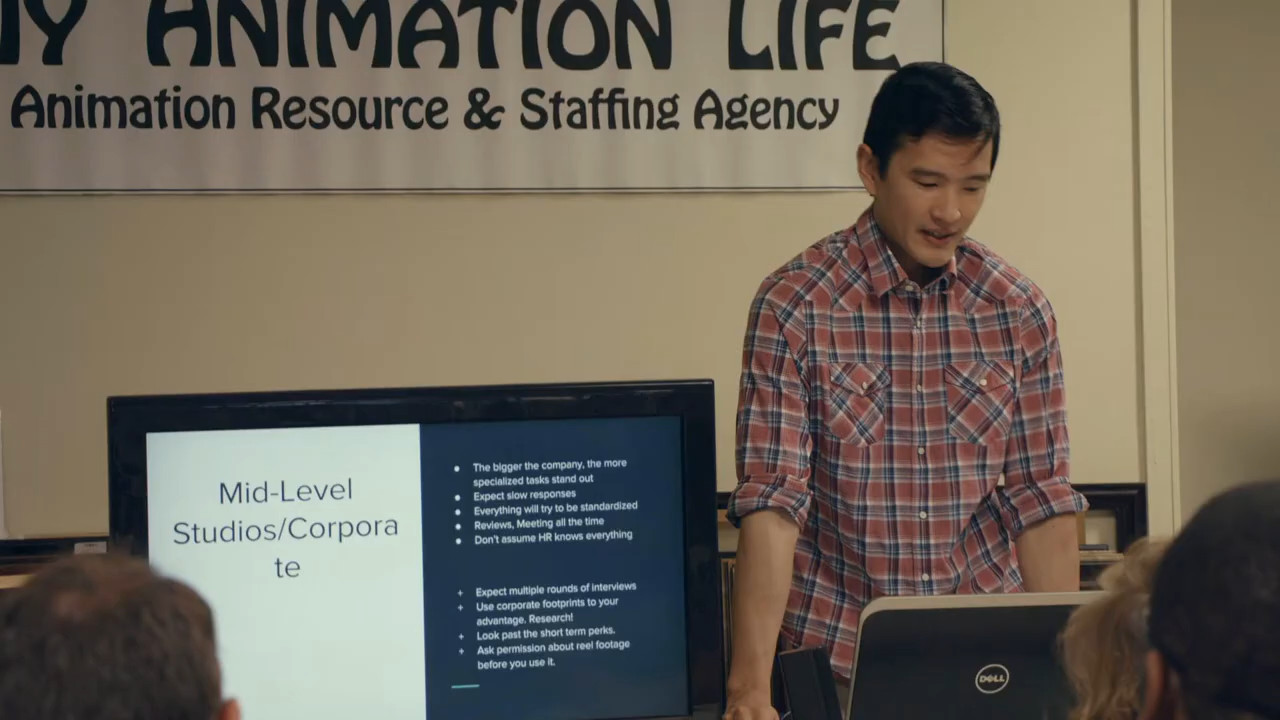 ANIMATION LIFE
Animation Resource & Staffing Agency
Mid-Level
Studios/Corpora
te
● The bigger the company, the more
specialized tasks stand out
● Expect slow responses
● Everything will try to be standardized
● Reviews, Meeting all the time
● Don't assume HR knows everything
+ Expect multiple rounds of interviews
+ Use corporate footprints to your
advantage. Research!
+ Look past the short term perks.
+ Ask permission about reel footage
before you use it.
DELL